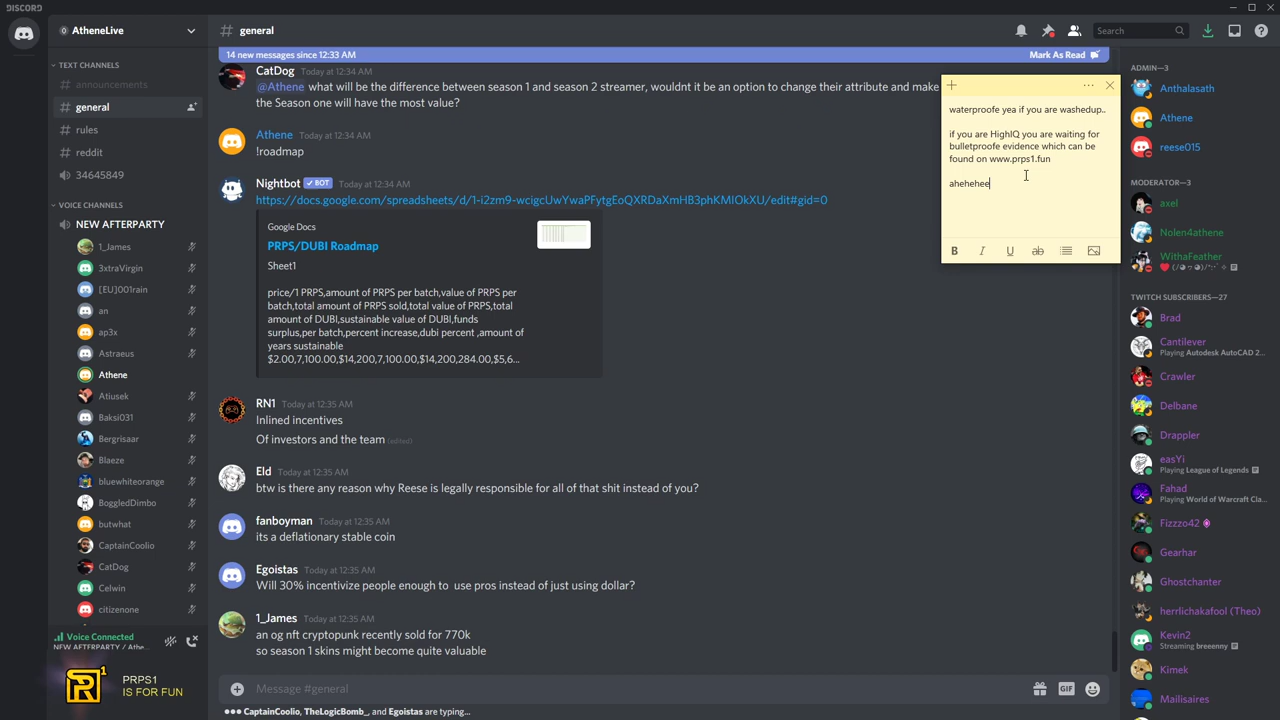 DISCORD
AtheneLive
# general
Search
TEXT CHANNELS
# announcements
# general
# rules
# reddit
34645849
VOICE CHANNELS
NEW AFTERPARTY
1_James
3xtraVirgin
[EU]001rain
an
ap3x
Astraeus
Athene
Atiusek
Baksi031
Bergrisaar
Blaeze
bluewhiteorange
BoggledDimbo
butwhat
CaptainCoolio
CatDog
Celwin
citizenone
Voice Connected
NEW AFTERPARTY / Athe...
R1
PRPS1
IS FOR FUN
14 new messages since 12:33 AM
Mark As Read
CatDog Today at 12:34 AM
@Athene what will be the difference between season 1 and season 2 streamer, wouldnt it be an option to change their attribute and make
the Season one will have the most value?
Athene Today at 12:34 AM
!roadmap
Nightbot ✓ BOT Today at 12:34 AM
https://docs.google.com/spreadsheets/d/1-i2zm9-wcigcUwYwaPFytgEoQXRDaXmHB3phKMIOkXU/edit#gid=0
Google Docs
PRPS/DUBI Roadmap
Sheet1
price/1 PRPS,amount of PRPS per batch,value of PRPS per
batch,total amount of PRPS sold,total value of PRPS,total
amount of DUBI,sustainable value of DUBI,funds
surplus,per batch,percent increase,dubi percent ,amount of
years sustainable
$2.00,7,100.00,$14,200,7,100.00,$14,200,284.00,$5,6...
RN1 Today at 12:35 AM
Inlined incentives
Of investors and the team (edited)
Eld Today at 12:35 AM
btw is there any reason why Reese is legally responsible for all of that shit instead of you?
fanboyman Today at 12:35 AM
its a deflationary stable coin
Egoistas Today at 12:35 AM
Will 30% incentivize people enough to use pros instead of just using dollar?
1_James Today at 12:35 AM
an og nft cryptopunk recently sold for 770k
so season 1 skins might become quite valuable
Message #general
GIF
CaptainCoolio, TheLogicBomb_, and Egoistas are typing...
waterproofe yea if you are washedup..
if you are HighIQ you are waiting for
bulletproofe evidence which can be
found on www.prps1.fun
ahehehee
B I U ab
ADMIN—3
Anthalasath
Athene
reese015
MODERATOR—3
axel
Nolen4athene
WithaFeather
TWITCH SUBSCRIBERS—27
Brad
Cantilever
Playing Autodesk AutoCAD 2...
Crawler
Delbane
Drappler
easYi
Playing League of Legends
Fahad
Playing World of Warcraft Cla...
Fizzzo42
Gearhar
Ghostchanter
herrlichakafool (Theo)
Kevin2
Streaming breeenny
Kimek
Mailisaires